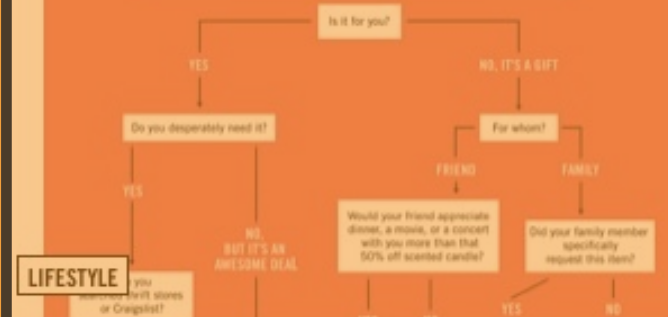 Is it for you?
YES
NO, IT'S A GIFT
Do you desperately need it?
For whom?
FRIEND
FAMILY
YES
NO,
BUT IT'S AN
AWESOME DEAL
Would your friend appreciate
dinner, a movie, or a concert
with you more than that
50% off scented candle?
Did your family member
specifically
request this item?
LIFESTYLE
you
thrift stores
or Craigslist?
YES
NO